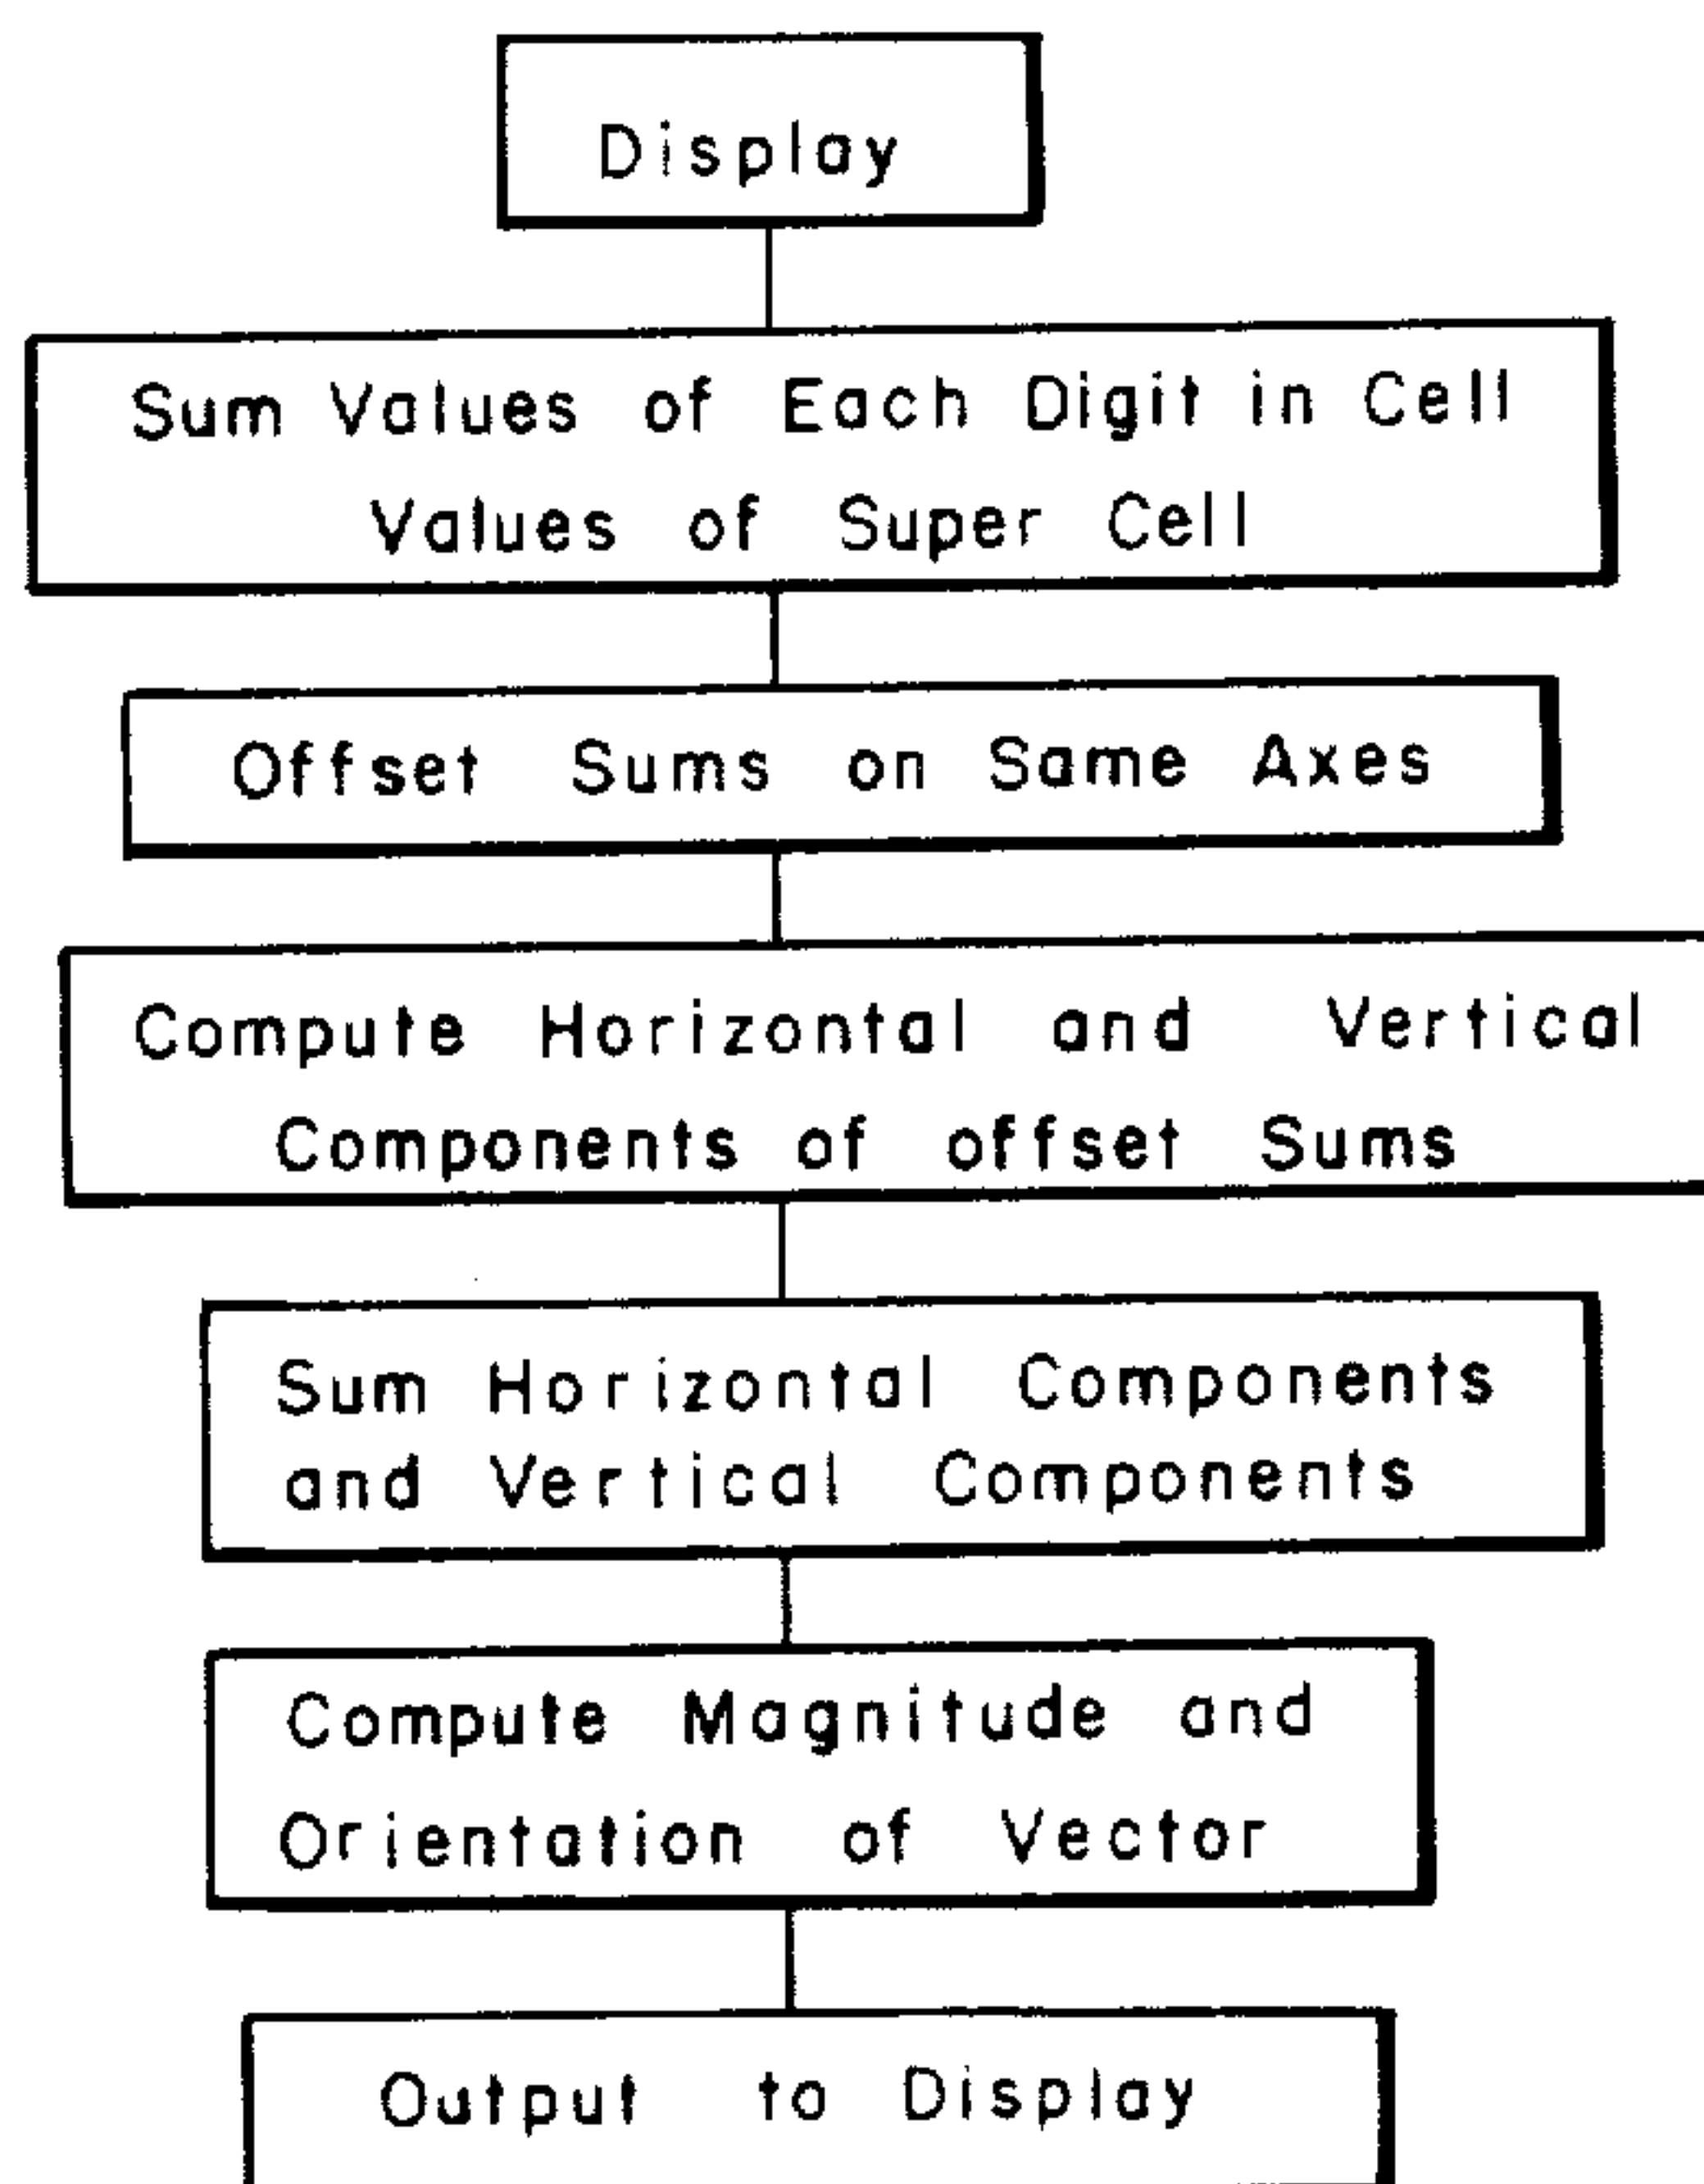 Display
Sum Values of Each Digit in Cell
Values of Super Cell
Offset Sums on Same Axes
Compute Horizontal and Vertical
Components of offset Sums
Sum Horizontal Components
and Vertical Components
Compute Magnitude and
Orientation of Vector
Output to Display